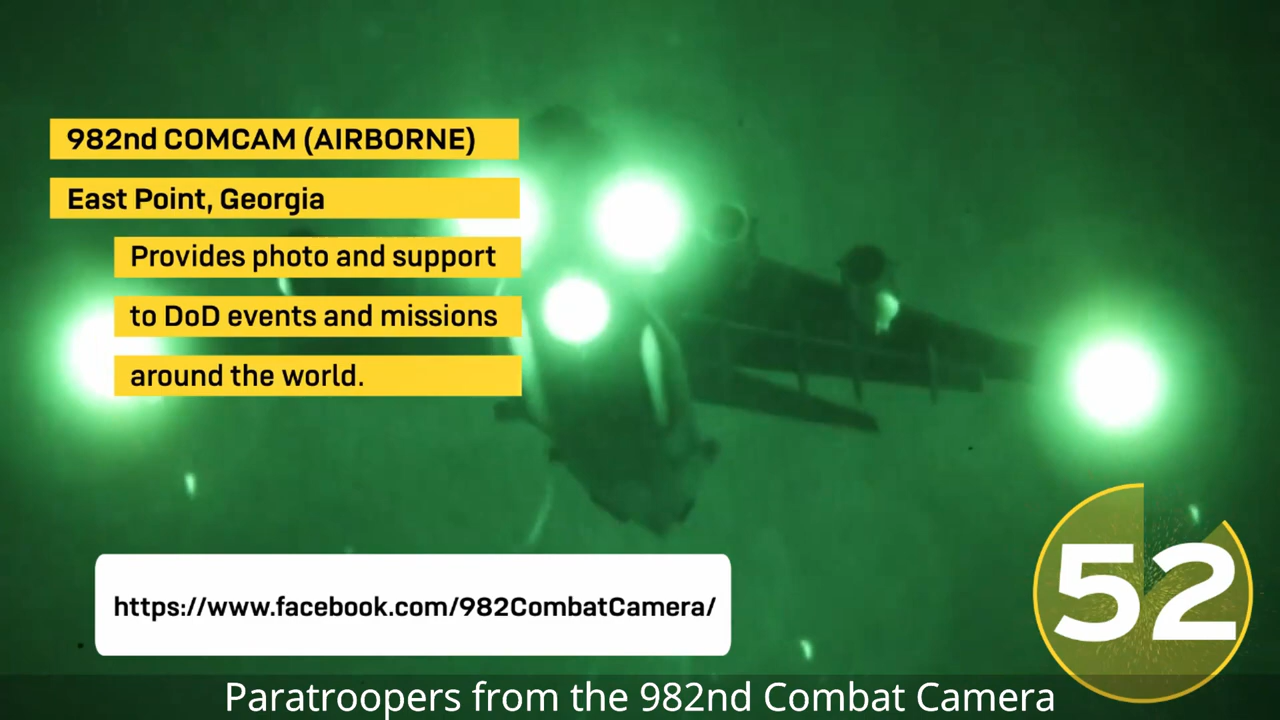 982nd COMCAM (AIRBORNE)
East Point, Georgia
Provides photo and support
to DoD events and missions
around the world.
https://www.facebook.com/982CombatCamera/
52
Paratroopers from the 982nd Combat Camera